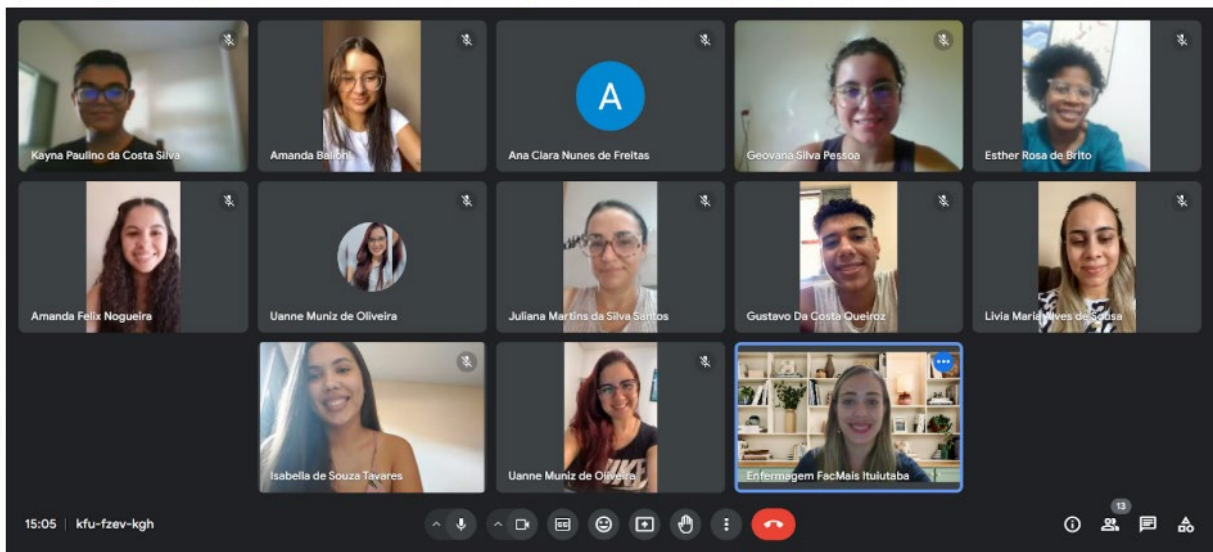 Kayna Paulino da Costa Silva
Amanda Bailoni
A
Ana Clara Nunes de Freitas
Geovana Silva Pessoa
Esther Rosa de Brito
Amanda Felix Nogueira
Uanne Muniz de Oliveira
Juliana Martins da Silva Santos
Gustavo Da Costa Queiroz
Livia Maria Alves de Sousa
Isabella de Souza Tavares
Uanne Muniz de Oliveira
NIKE
Enfermagem FacMais Ituiutaba
15:05 | kfu-fzev-kgh
13